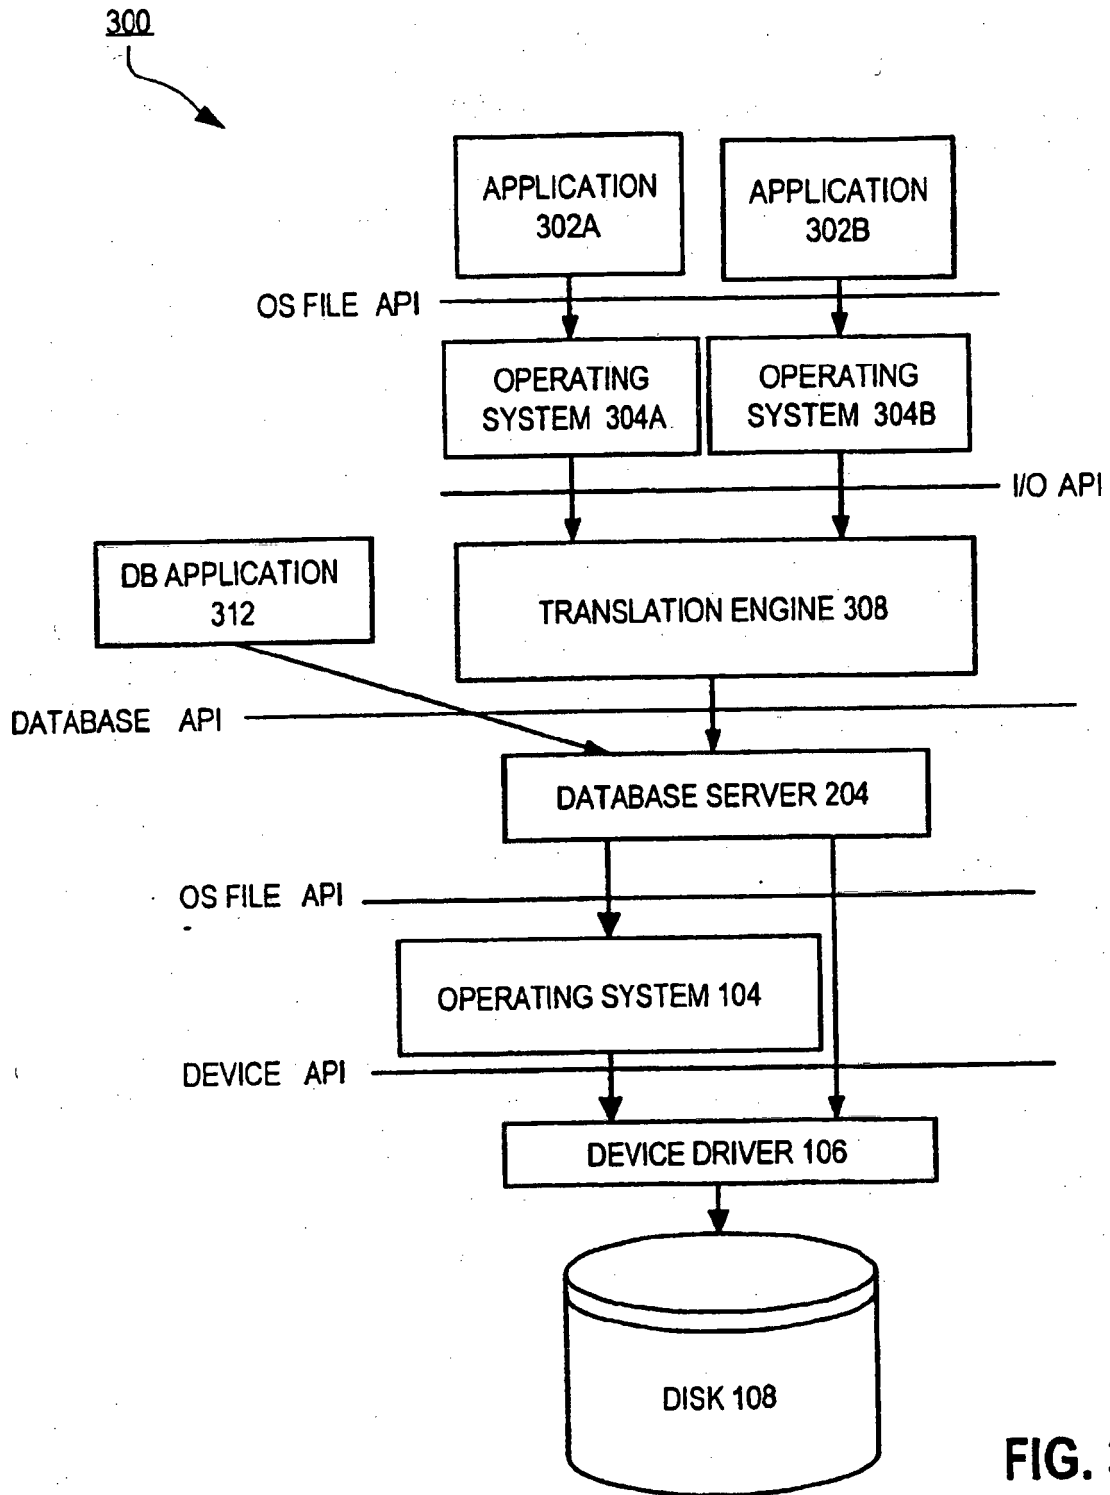 300
APPLICATION
302A
APPLICATION
302B
OS FILE API
OPERATING
SYSTEM 304A
OPERATING
SYSTEM 304B
I/O API
DB APPLICATION
312
TRANSLATION ENGINE 308
DATABASE API
DATABASE SERVER 204
OS FILE API
OPERATING SYSTEM 104
DEVICE API
DEVICE DRIVER 106
DISK 108
FIG.